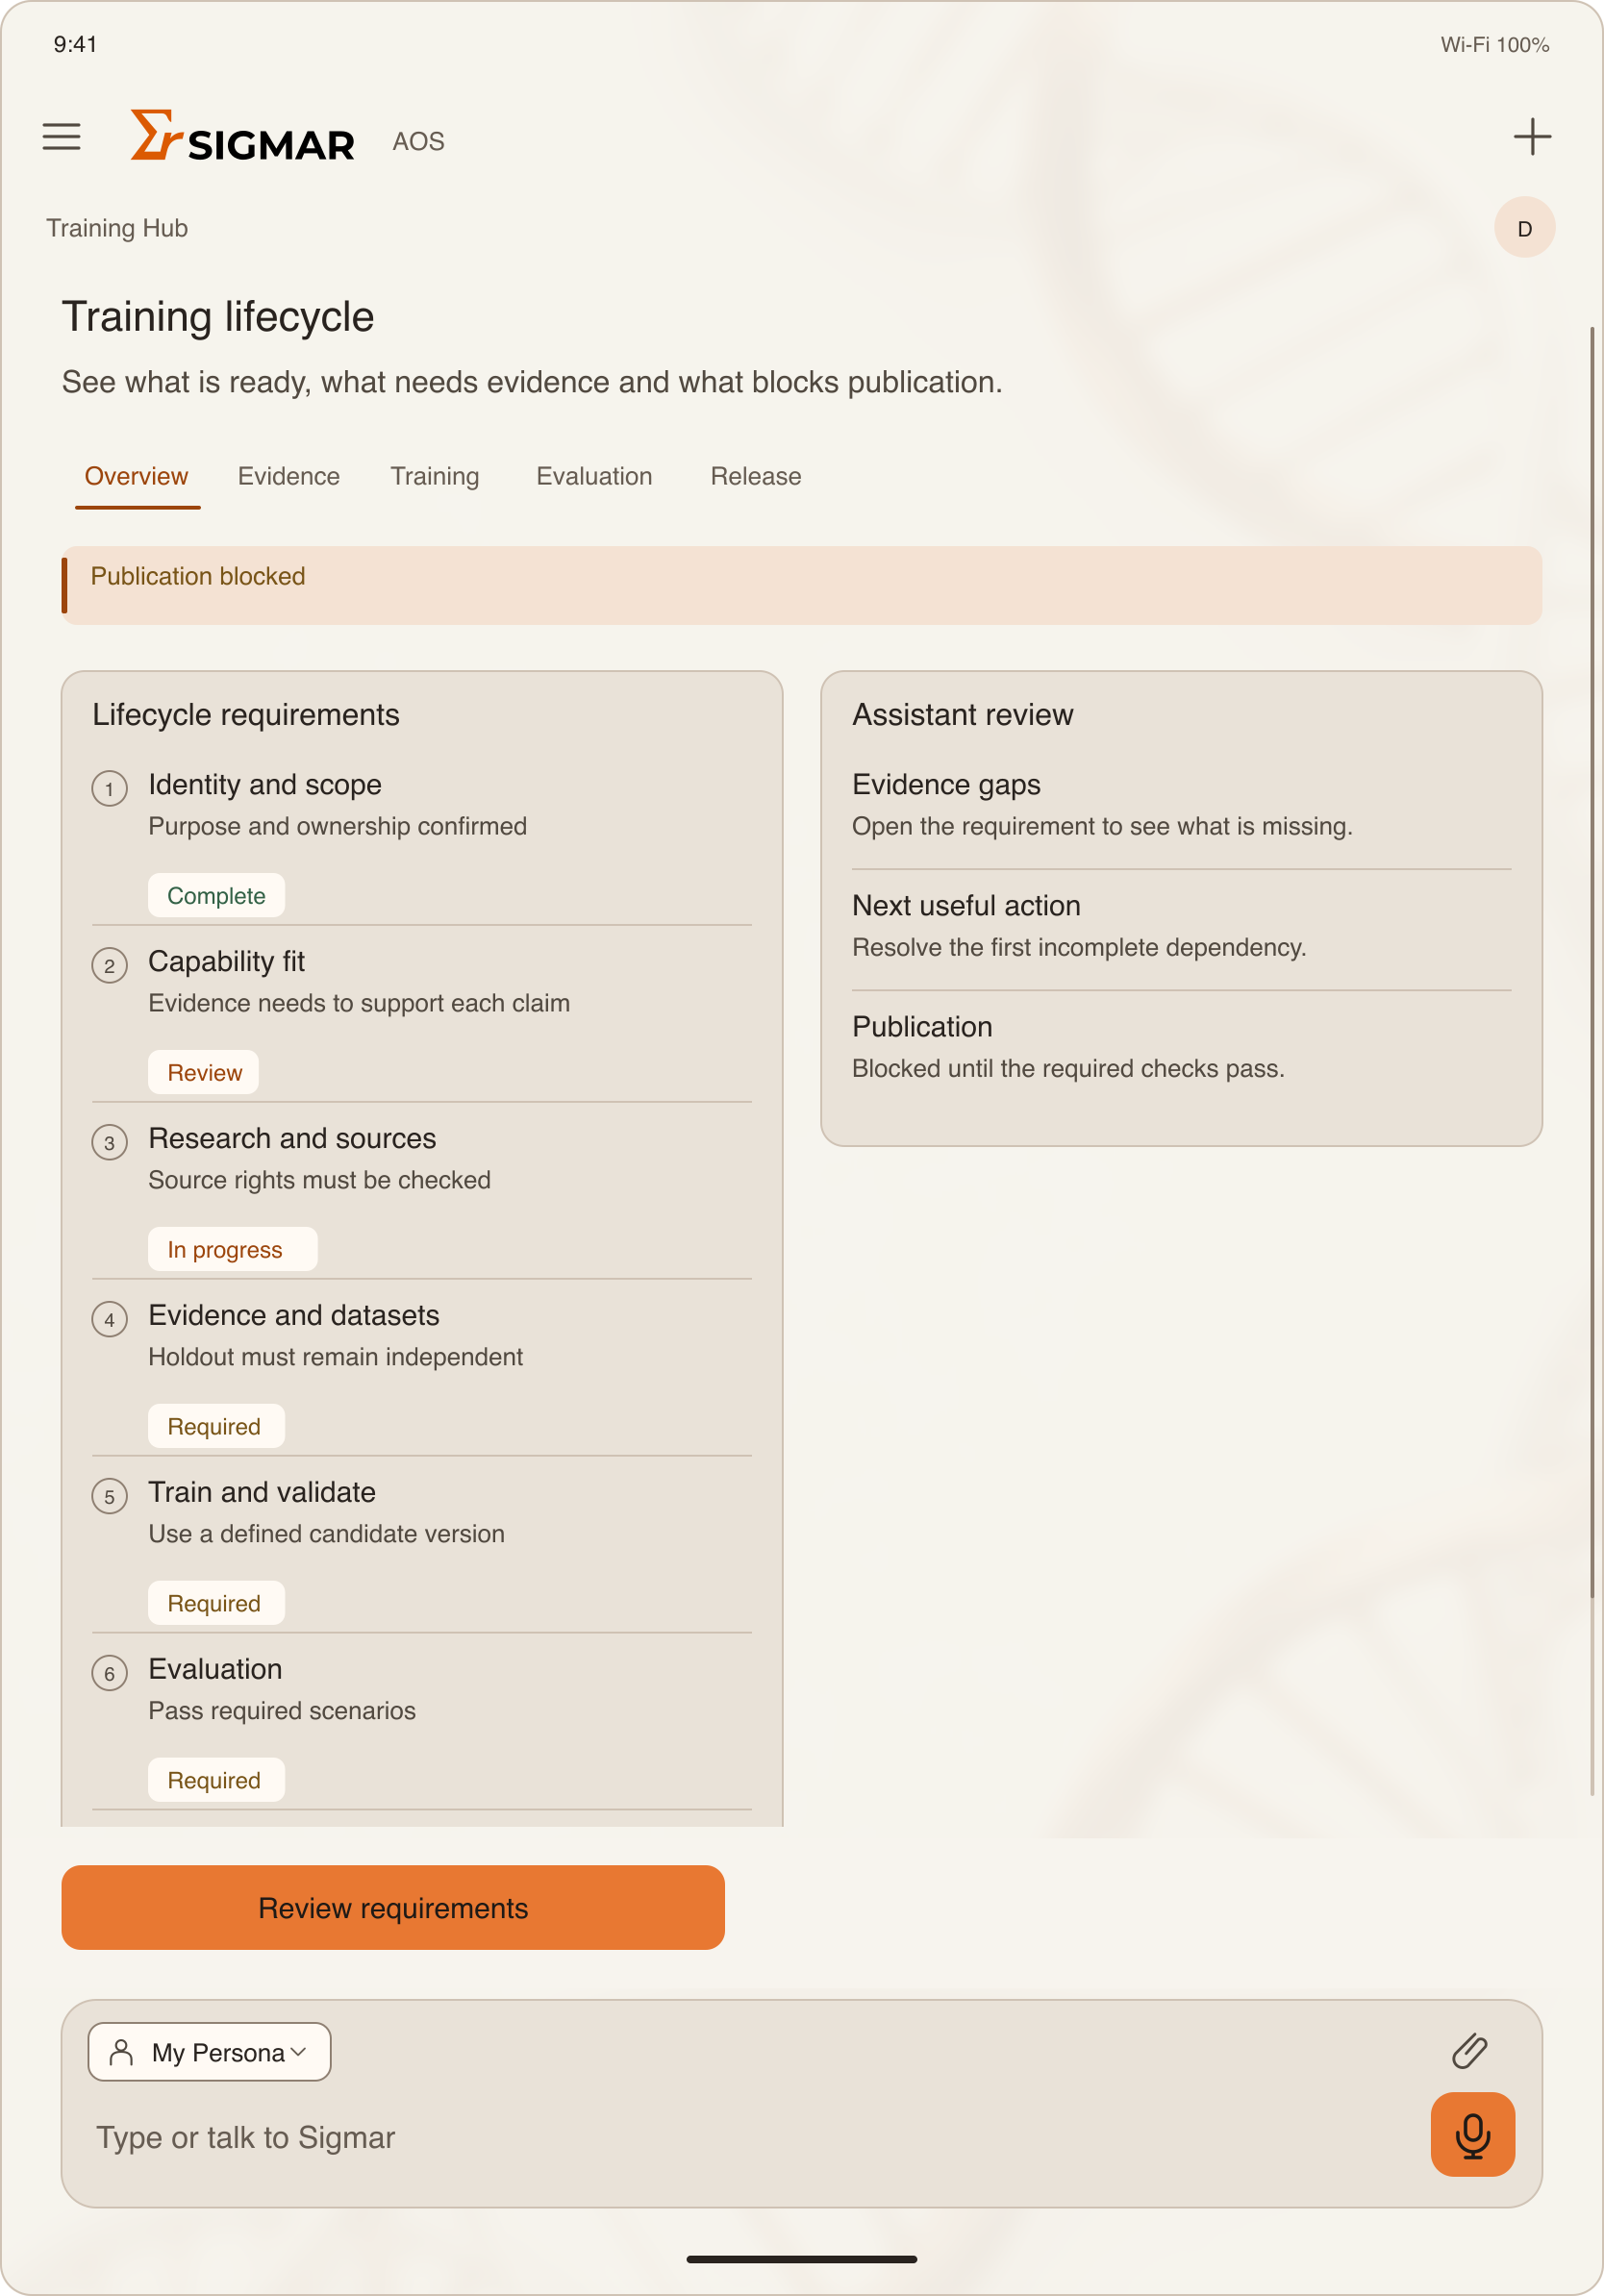 9:41
Wi-Fi 100%
Σr SIGMAR AOS
Training Hub
D
Training lifecycle
See what is ready, what needs evidence and what blocks publication.
Overview Evidence Training Evaluation Release
Publication blocked
Lifecycle requirements
1 Identity and scope
Purpose and ownership confirmed
Complete
2 Capability fit
Evidence needs to support each claim
Review
3 Research and sources
Source rights must be checked
In progress
4 Evidence and datasets
Holdout must remain independent
Required
5 Train and validate
Use a defined candidate version
Required
6 Evaluation
Pass required scenarios
Required
Assistant review
Evidence gaps
Open the requirement to see what is missing.
Next useful action
Resolve the first incomplete dependency.
Publication
Blocked until the required checks pass.
Review requirements
My Persona
Type or talk to Sigmar